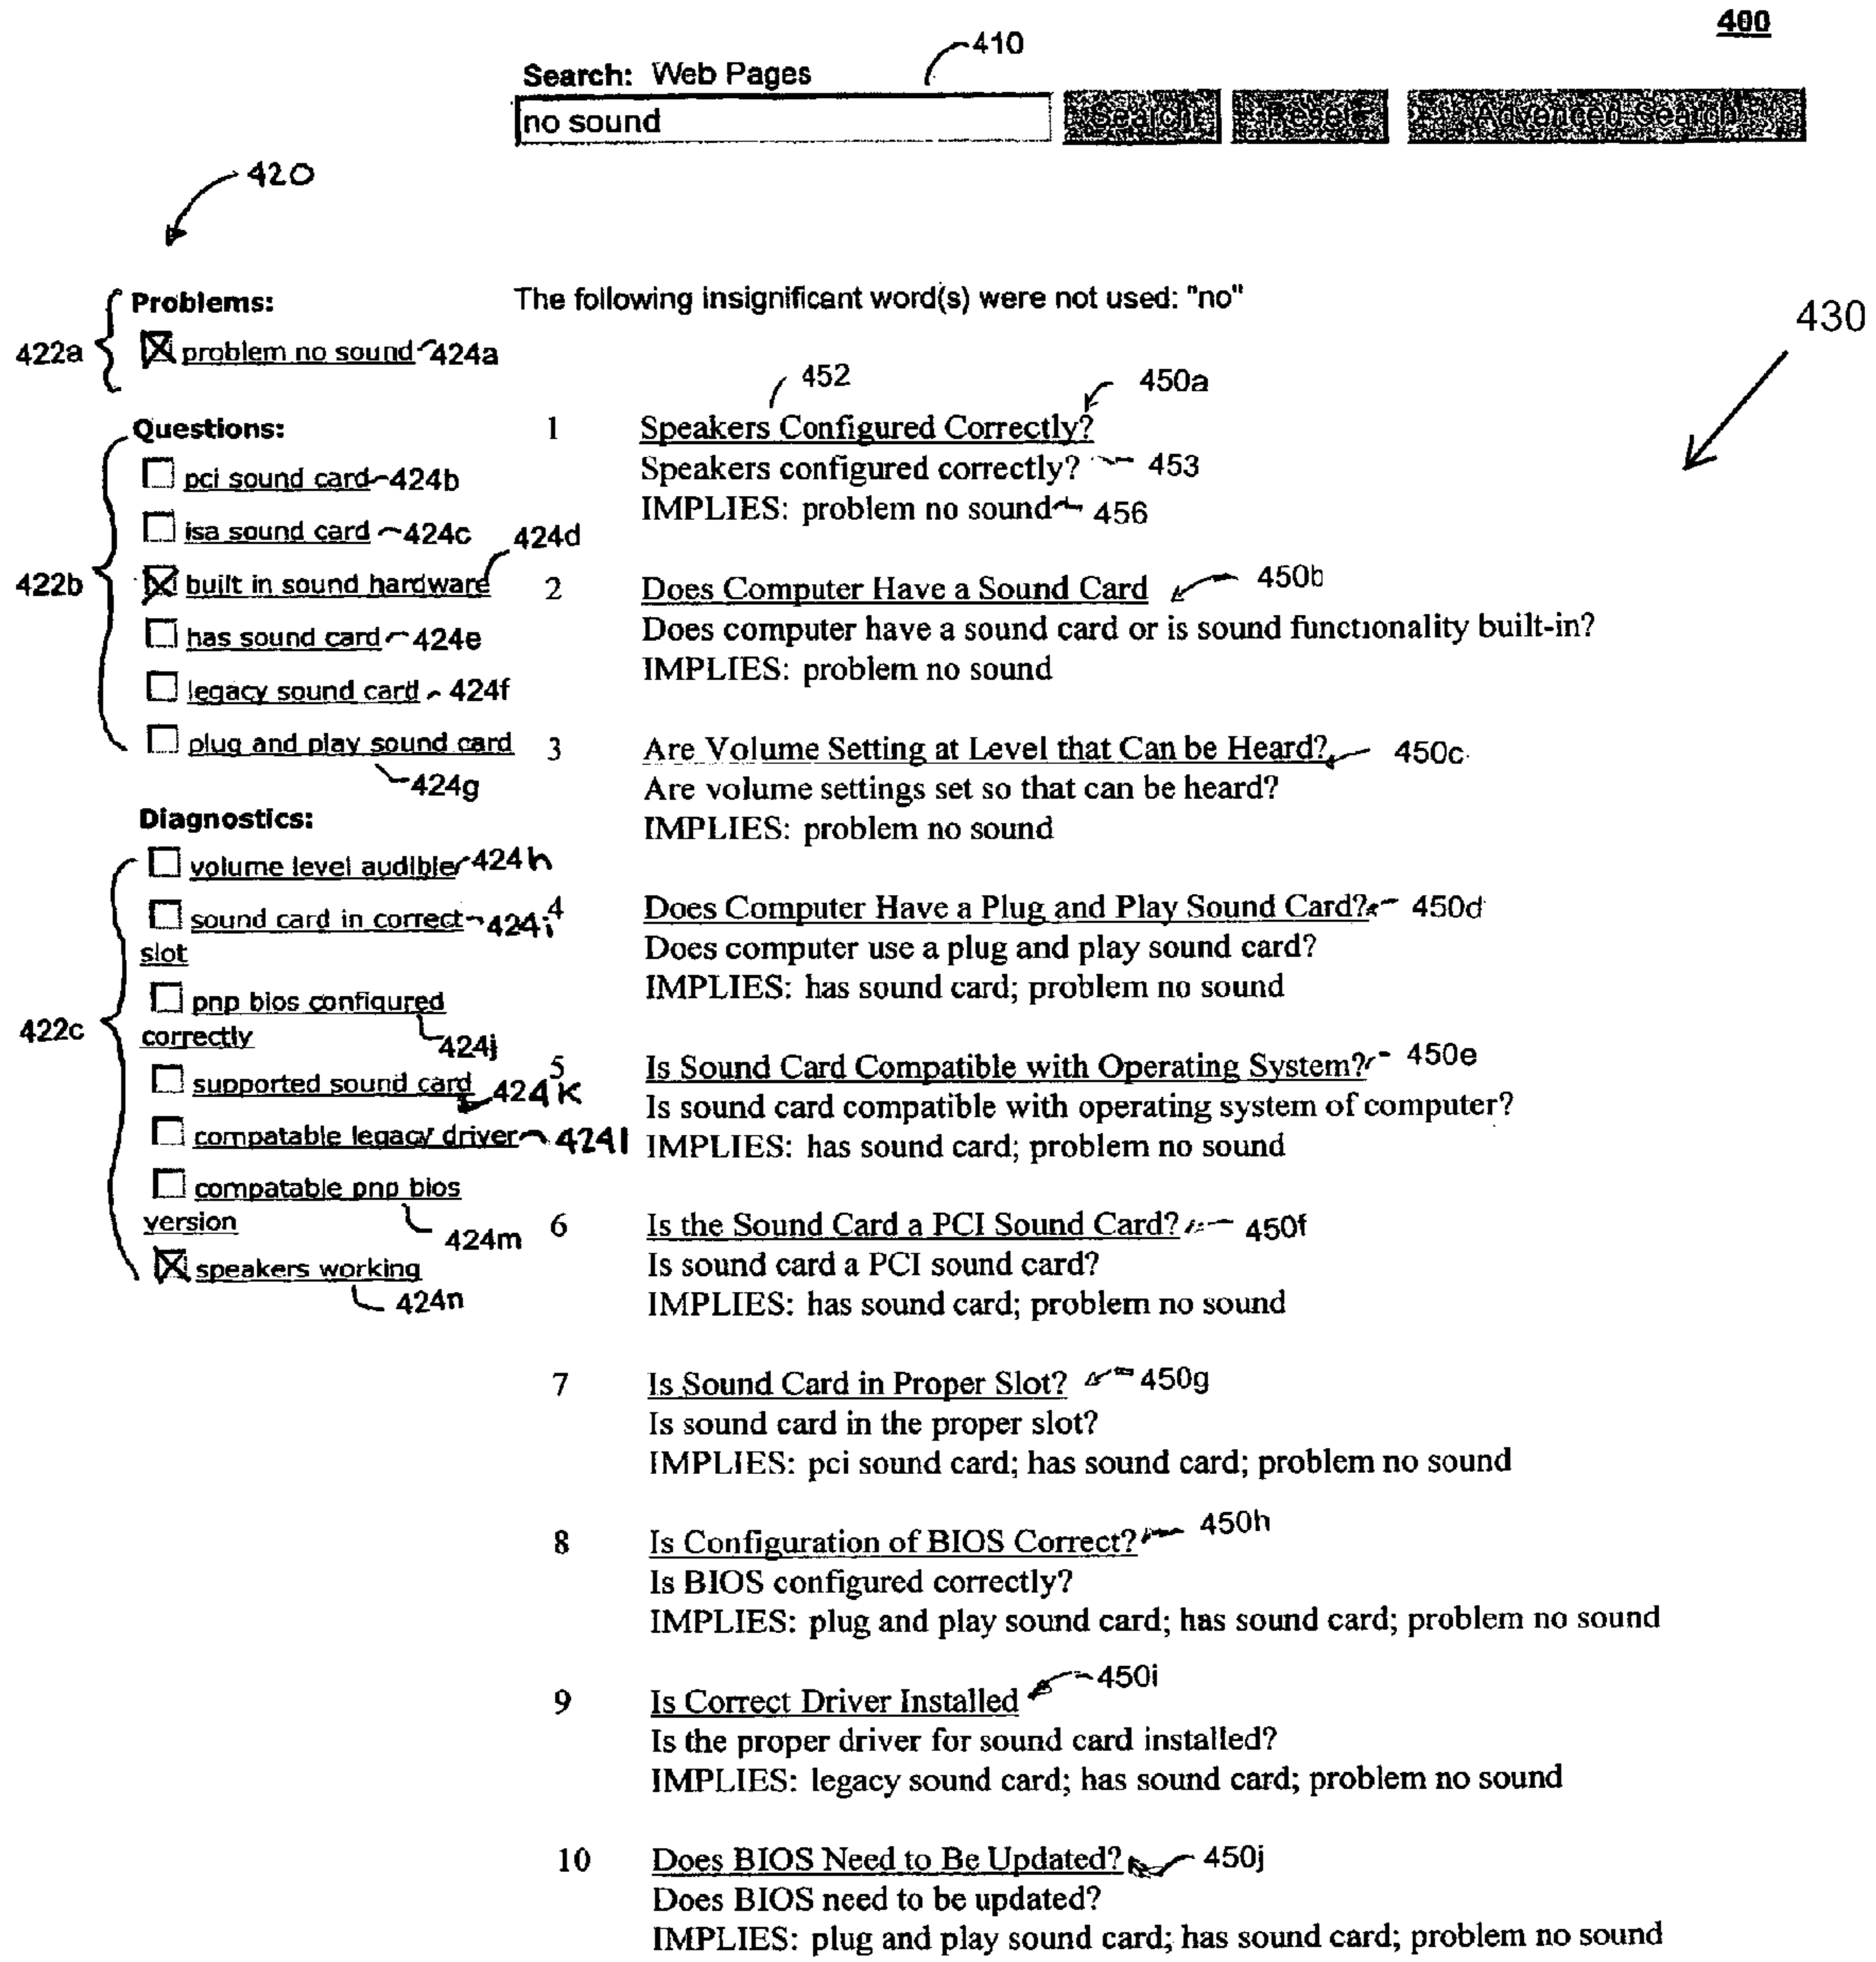 400
410
Search: Web Pages
no sound
Search Reset Advanced Search
420
Problems:
422a
problem no sound 424a
The following insignificant word(s) were not used: "no"
430
Questions:
422b
pci sound card 424b
isa sound card 424c
424d
built in sound hardware
has sound card 424e
legacy sound card 424f
plug and play sound card
424g
Diagnostics:
422c
volume level audible 424h
sound card in correct 424i
slot
pnp bios configured
correctly
424j
supported sound card 424k
compatable legacy driver 424l
compatable pnp bios
version
424m
speakers working
424n
452
450a
1 Speakers Configured Correctly?
Speakers configured correctly? 453
IMPLIES: problem no sound 456
2 Does Computer Have a Sound Card 450b
Does computer have a sound card or is sound functionality built-in?
IMPLIES: problem no sound
3 Are Volume Setting at Level that Can be Heard? 450c
Are volume settings set so that can be heard?
IMPLIES: problem no sound
4 Does Computer Have a Plug and Play Sound Card? 450d
Does computer use a plug and play sound card?
IMPLIES: has sound card; problem no sound
5 Is Sound Card Compatible with Operating System? 450e
Is sound card compatible with operating system of computer?
IMPLIES: has sound card; problem no sound
6 Is the Sound Card a PCI Sound Card? 450f
Is sound card a PCI sound card?
IMPLIES: has sound card; problem no sound
7 Is Sound Card in Proper Slot? 450g
Is sound card in the proper slot?
IMPLIES: pci sound card; has sound card; problem no sound
8 Is Configuration of BIOS Correct? 450h
Is BIOS configured correctly?
IMPLIES: plug and play sound card; has sound card; problem no sound
9 Is Correct Driver Installed 450i
Is the proper driver for sound card installed?
IMPLIES: legacy sound card; has sound card; problem no sound
10 Does BIOS Need to Be Updated? 450j
Does BIOS need to be updated?
IMPLIES: plug and play sound card; has sound card; problem no sound